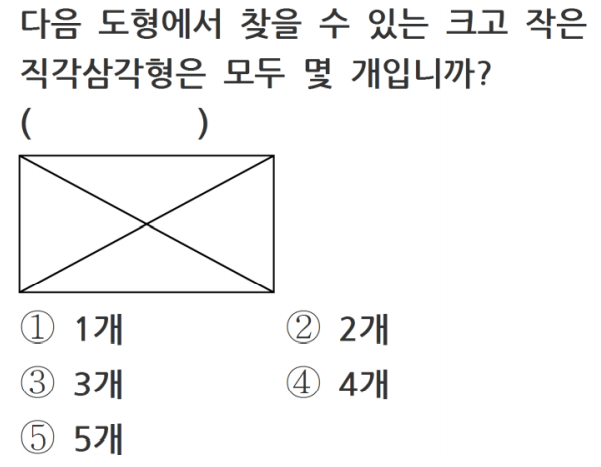 다음 도형에서 찾을 수 있는 크고 작은
직각삼각형은 모두 몇 개입니까?
(          )
① 1개 ② 2개
③ 3개 ④ 4개
⑤ 5개